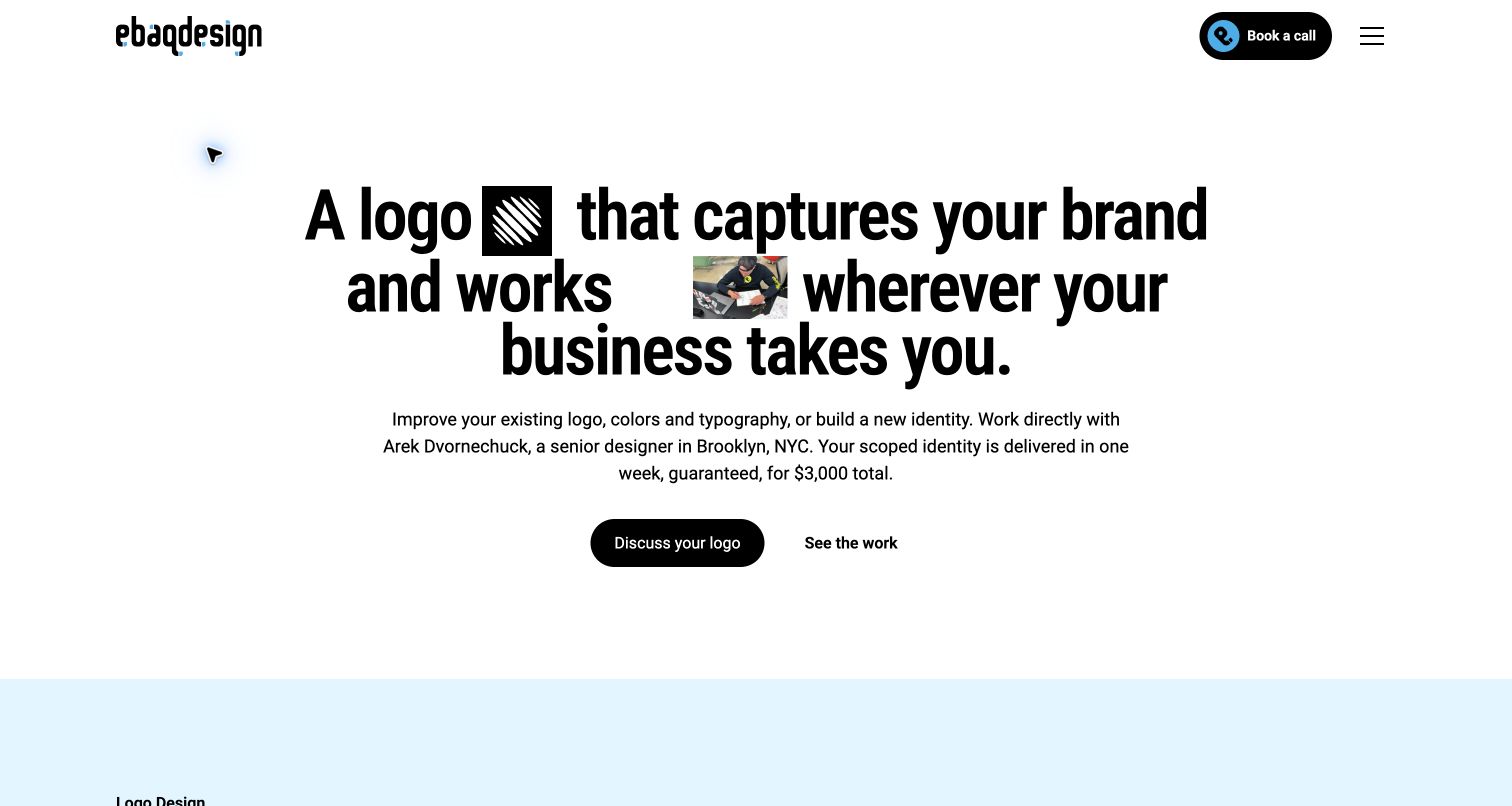 ebaqdesign
Book a call
A logo that captures your brand
and works wherever your
business takes you.
Improve your existing logo, colors and typography, or build a new identity. Work directly with
Arek Dvornechuck, a senior designer in Brooklyn, NYC. Your scoped identity is delivered in one
week, guaranteed, for $3,000 total.
Discuss your logo
See the work
Logo Design